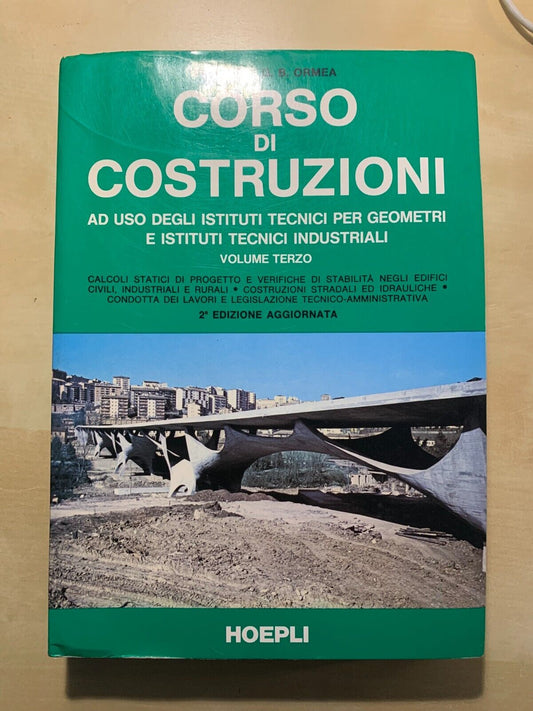 B. ORMEA
CORSO
DI
COSTRUZIONI
AD USO DEGLI ISTITUTI TECNICI PER GEOMETRI
E ISTITUTI TECNICI INDUSTRIALI
VOLUME TERZO
CALCOLI STATICI DI PROGETTO E VERIFICHE DI STABILITÀ NEGLI EDIFICI
CIVILI, INDUSTRIALI E RURALI • COSTRUZIONI STRADALI ED IDRAULICHE •
CONDOTTA DEI LAVORI E LEGISLAZIONE TECNICO-AMMINISTRATIVA
2ª EDIZIONE AGGIORNATA
HOEPLI